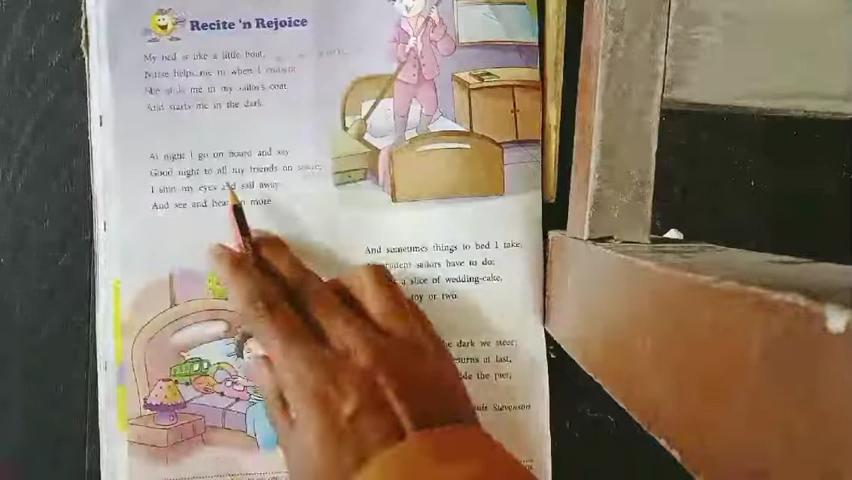 Recite 'n Rejoice
My bed is like a little boat,
Nurse helps me in when I embark
She girds me in my sailor's coat
And starts me in the dark.
At night I go on board and say
Good night to all my friends on shore;
I shut my eyes and sail away
And see and hear no more
And sometimes things to bed I take,
prudent sailors have to do;
a slice of wedding-cake,
toy or two.
the dark we steer;
returns at last,
the pier,
Stevenson